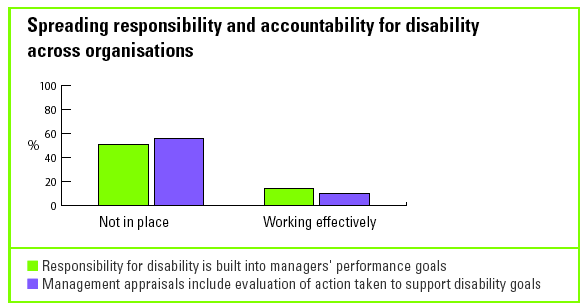 Spreading responsibility and accountability for disability
across organisations
100
80
60
%
40
20
0
Not in place
Working effectively
Responsibility for disability is built into managers' performance goals
Management appraisals include evaluation of action taken to support disability goals